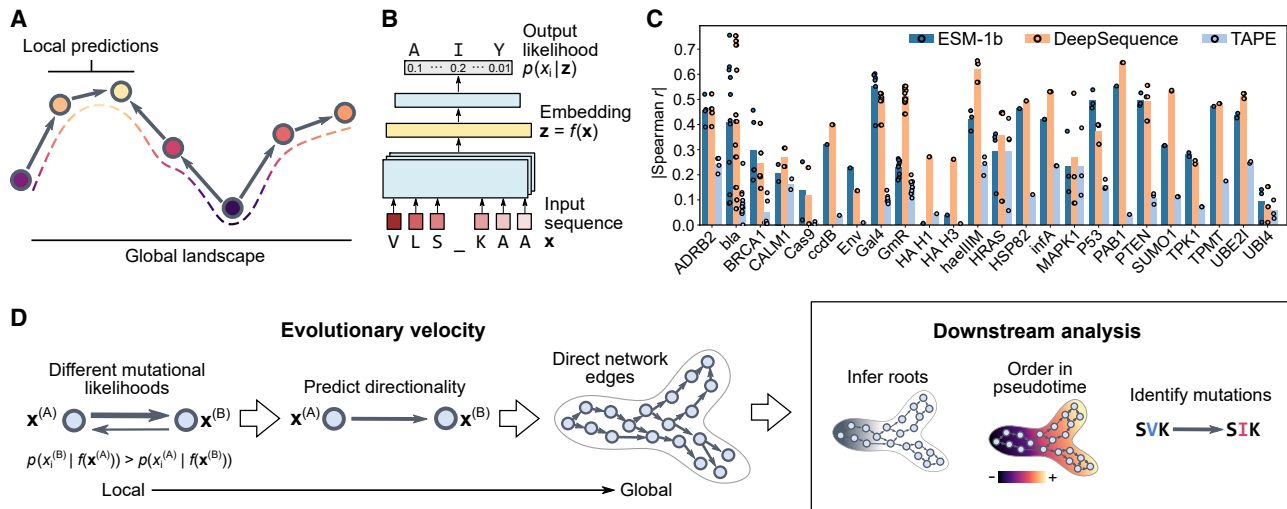 A
Local predictions
Global landscape
B
A I Y
0.1 ··· 0.2 ··· 0.01
Output
likelihood
p(xi|z)
Embedding
z = f(x)
Input
sequence
V L S _ K A A x
C
ESM-1b DeepSequence TAPE
|Spearman r|
0.7
0.6
0.5
0.4
0.3
0.2
0.1
0.0
ADRB2
bla
BRCA1
CALM1
Cas9
ccdB
Env
Gal4
GmR
HA H1
HA H3
haeIIIM
HRAS
HSP82
infA
MAPK1
P53
PAB1
PTEN
SUMO1
TPK1
TPMT
UBE2I
UBI4
D
Evolutionary velocity
Different mutational
likelihoods
x(A) x(B)
p(xi(B) | f(x(A))) > p(xi(A) | f(x(B)))
Predict directionality
x(A) x(B)
Direct network
edges
Local Global
Downstream analysis
Infer roots
Order in
pseudotime
– +
Identify mutations
SVK SIK